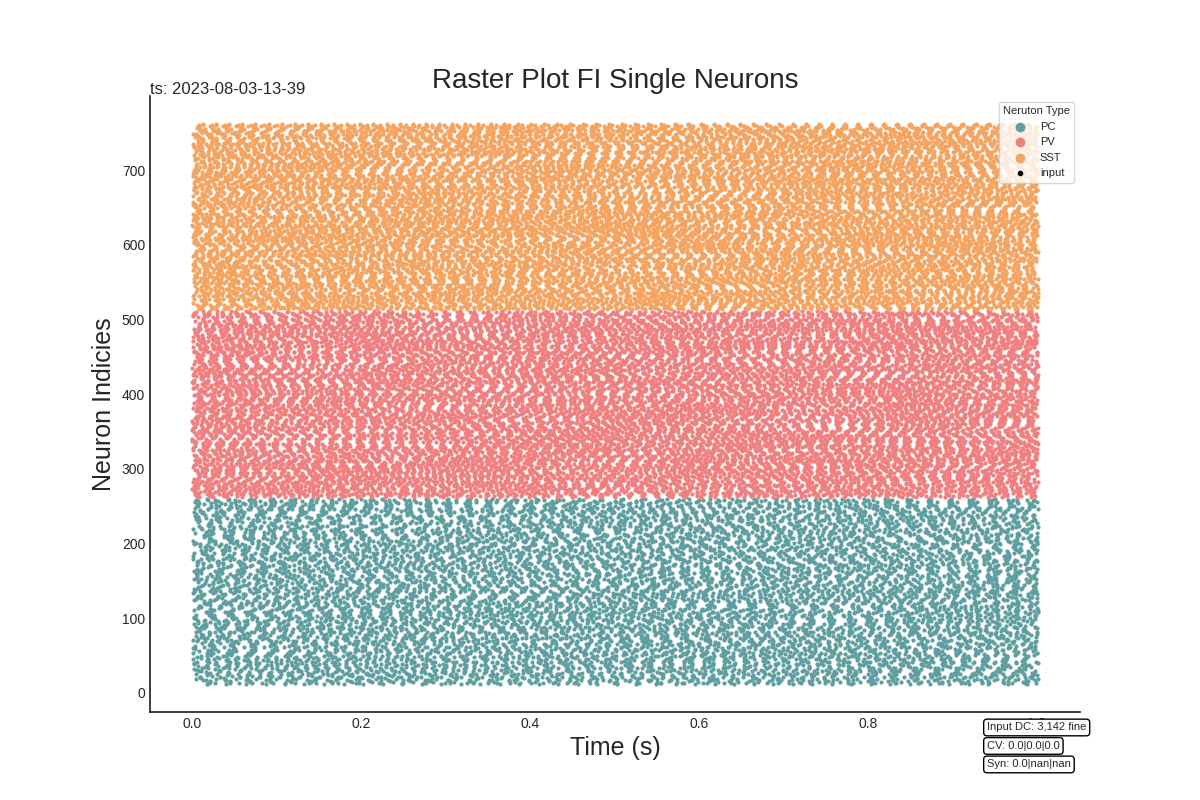 Raster Plot FI Single Neurons
ts: 2023-08-03-13-39
Neruton Type
PC
PV
SST
input
Neuron Indicies
700
600
500
400
300
200
100
0
0.0
0.2
0.4
0.6
0.8
Time (s)
Input DC: 3,142 fine
CV: 0.0|0.0|0.0
Syn: 0.0|nan|nan